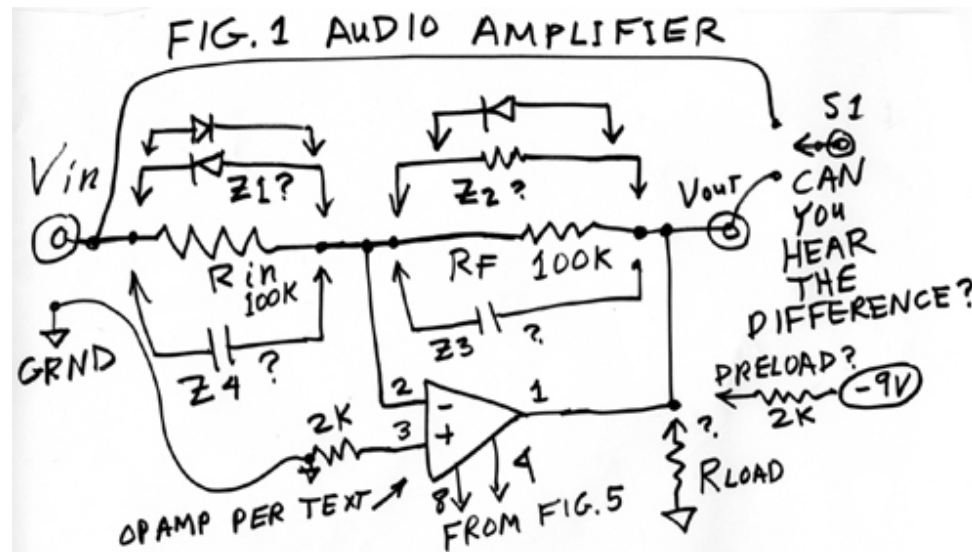 FIG. 1 AUDIO AMPLIFIER
Vin
Z1?
Z2?
Vout
S1
CAN
YOU
HEAR
THE
DIFFERENCE?
Rin
100K
RF 100K
GRND
Z4 ?
Z3 ?
PRELOAD?
-9V
2K
2K
2
3
-
+
1
8
4
?
RLOAD
OPAMP PER TEXT
FROM FIG. 5